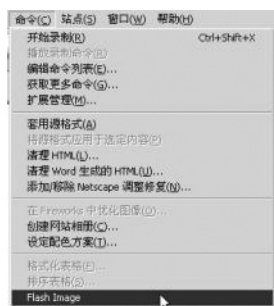 命令(C) 站点(S) 窗口(W) 帮助(H)
开始录制(R) Ctrl+Shift+X
播放录制命令(P)
编辑命令列表(E)...
获取更多命令(G)...
扩展管理(M)...
套用源格式(A)
将源格式应用于选定内容(P)
清理 HTML(L)...
清理 Word 生成的 HTML(U)...
添加/移除 Netscape 调整修复(N)...
在 Fireworks 中优化图像(O)...
创建网站相册(C)...
设定配色方案(I)...
格式化表格(F)...
排序表格(S)...
Flash Image